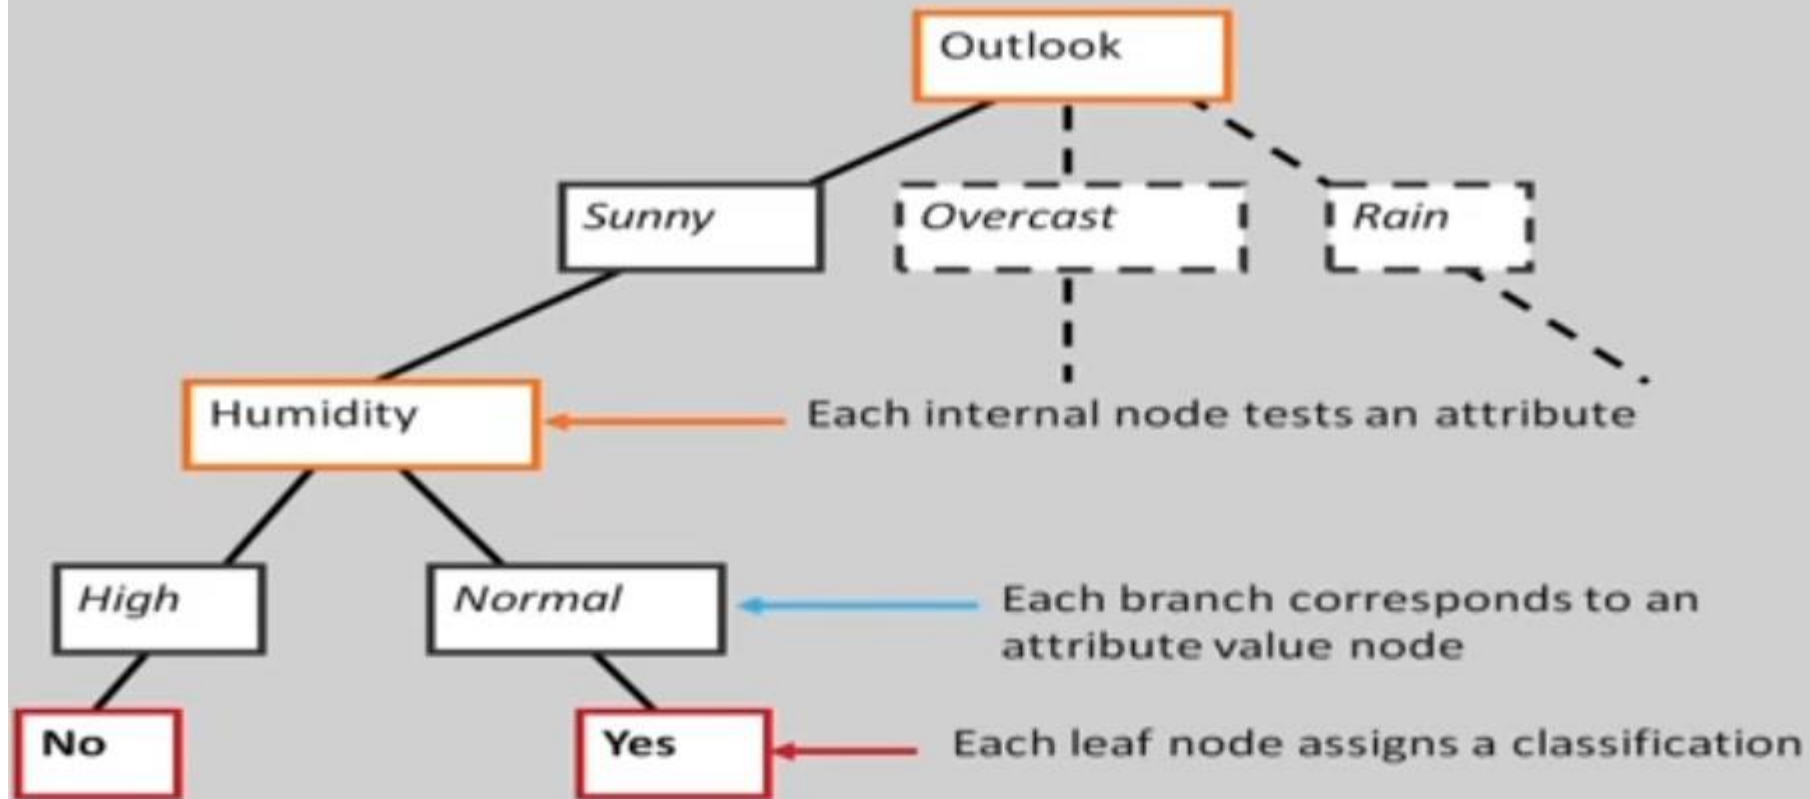 Outlook
Sunny
Overcast
Rain
Humidity
Each internal node tests an attribute
High
Normal
Each branch corresponds to an
attribute value node
No
Yes
Each leaf node assigns a classification